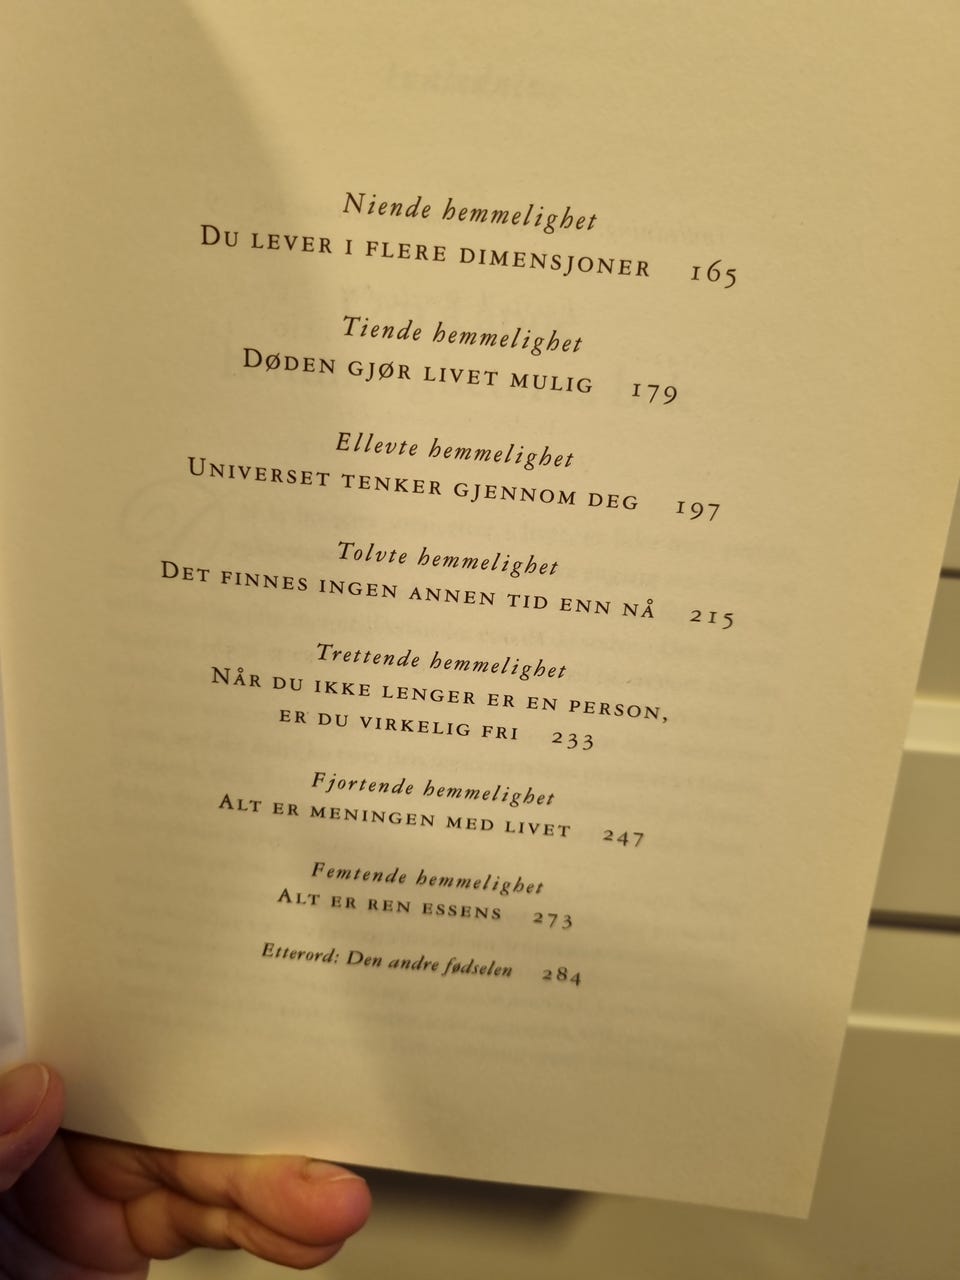 Niende hemmelighet
Du lever i flere dimensjoner 165
Tiende hemmelighet
Døden gjør livet mulig 179
Ellevte hemmelighet
Universet tenker gjennom deg 197
Tolvte hemmelighet
Det finnes ingen annen tid enn nå 215
Trettende hemmelighet
Når du ikke lenger er en person,
er du virkelig fri 233
Fjortende hemmelighet
Alt er meningen med livet 247
Femtende hemmelighet
Alt er ren essens 273
Etterord: Den andre fødselen 284